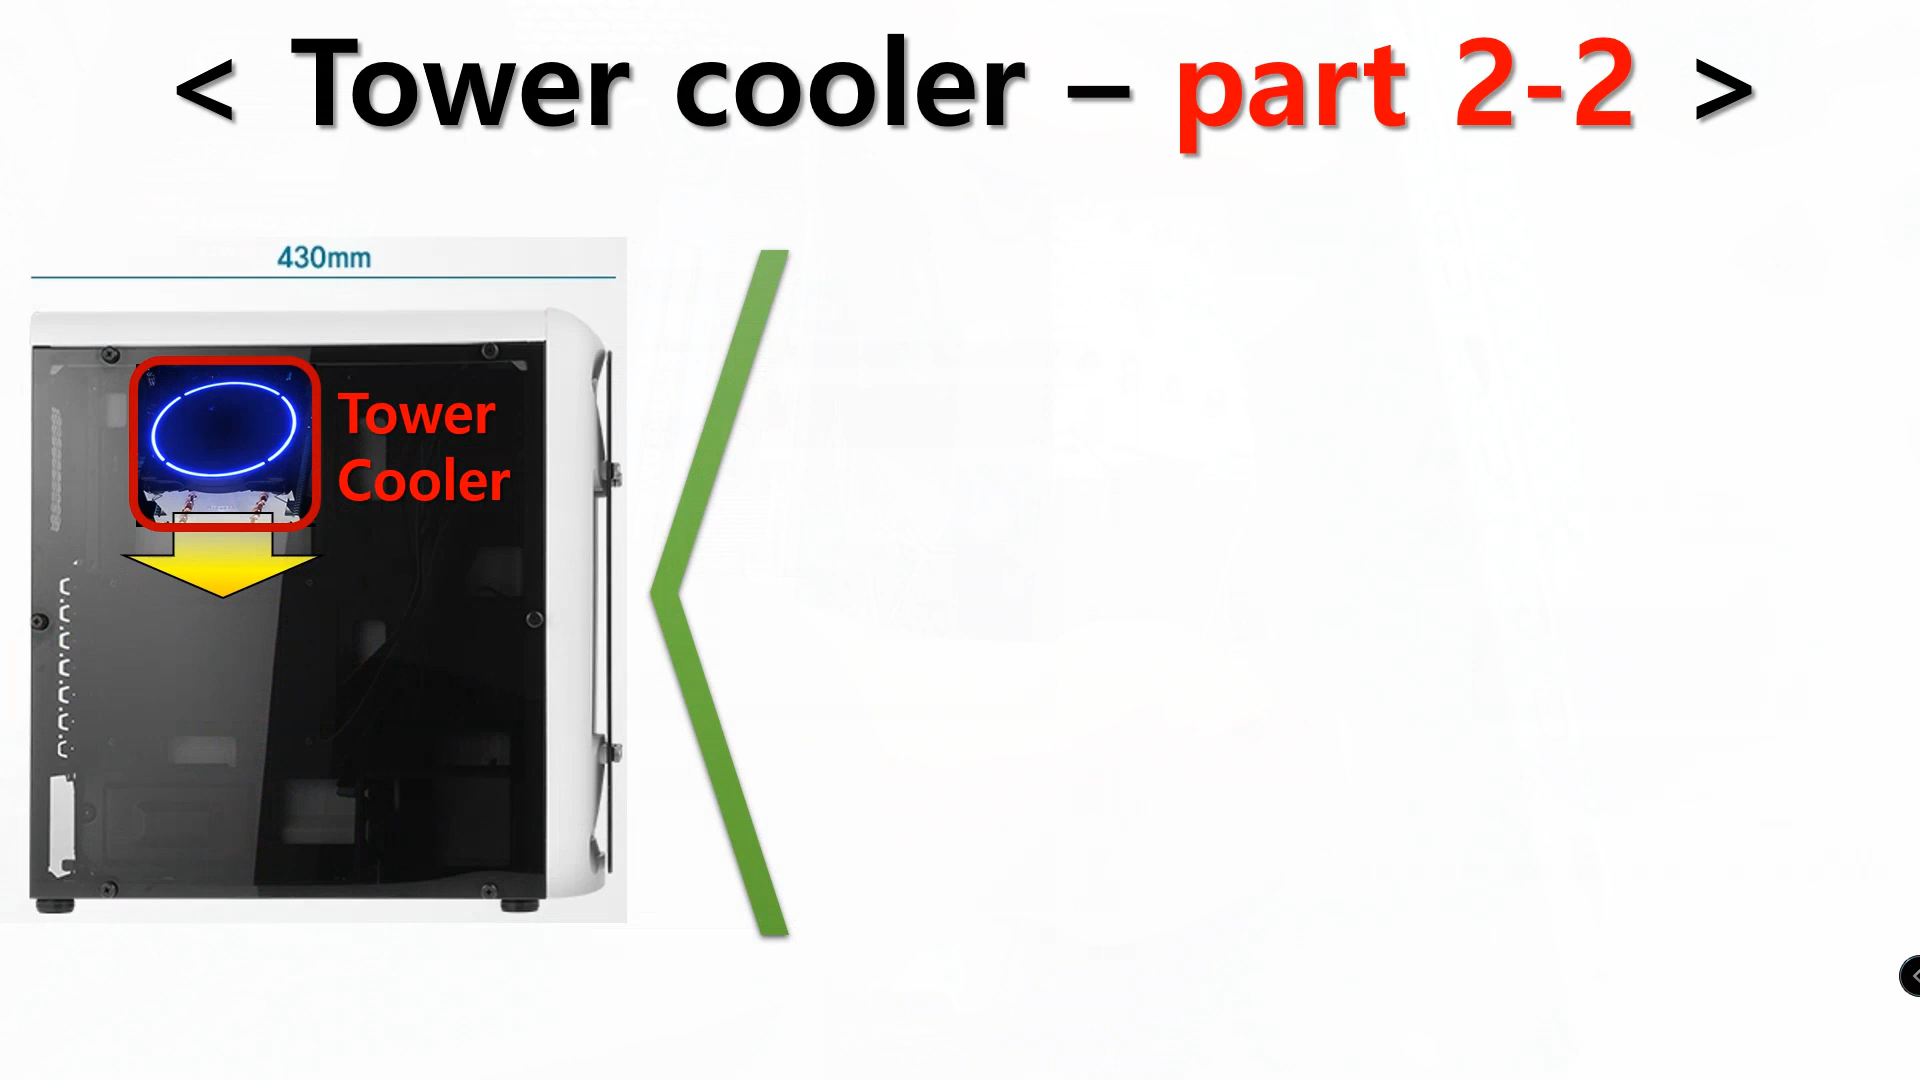 < Tower cooler – part 2-2 >
430mm
Tower
Cooler